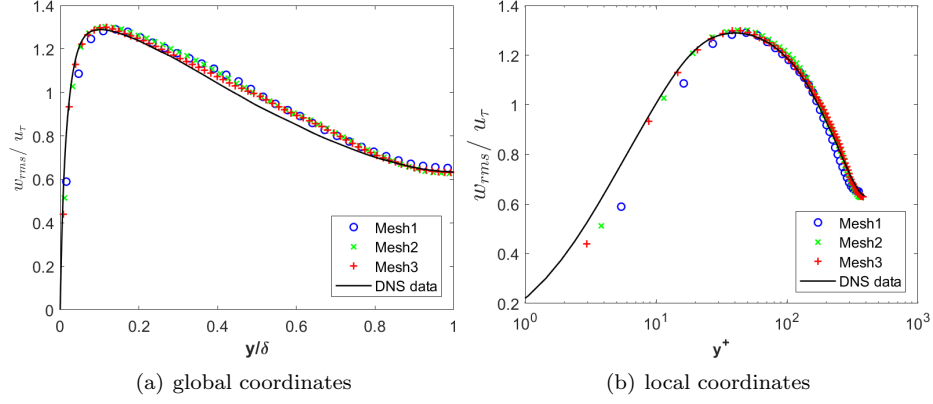 w_rms / u_τ
1.4
1.2
1
0.8
0.6
0.4
0.2
0
0 0.2 0.4 0.6 0.8 1
y/δ
Mesh1
Mesh2
Mesh3
DNS data
(a) global coordinates
w_rms / u_τ
1.4
1.2
1
0.8
0.6
0.4
0.2
10^0 10^1 10^2 10^3
y^+
Mesh1
Mesh2
Mesh3
DNS data
(b) local coordinates